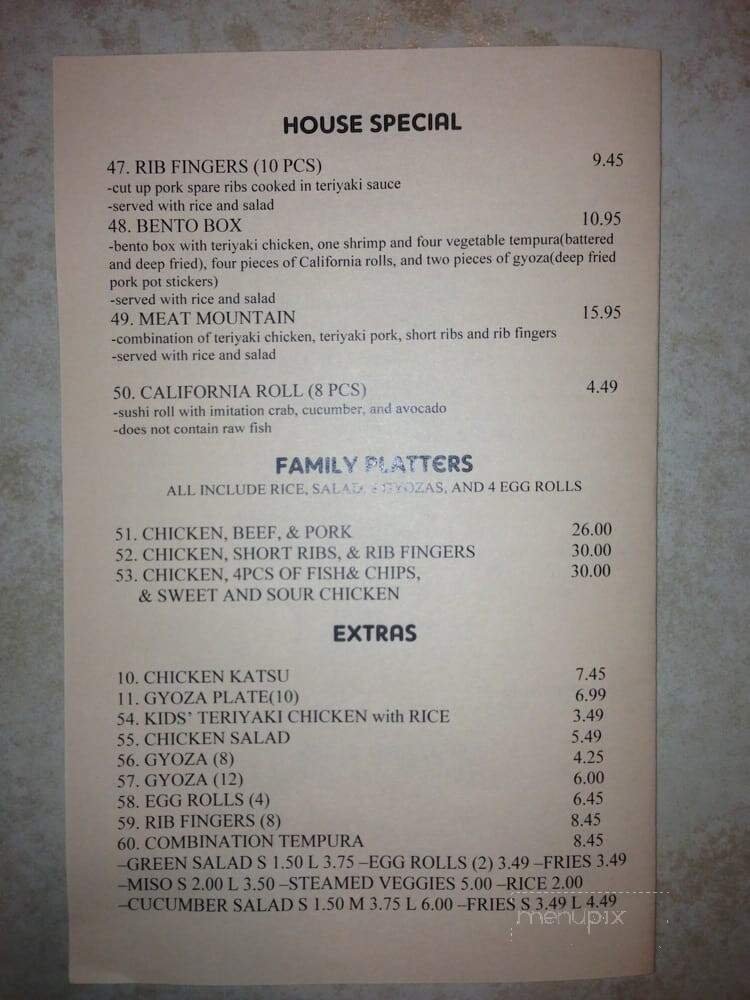 HOUSE SPECIAL
47. RIB FINGERS (10 PCS) 9.45
-cut up pork spare ribs cooked in teriyaki sauce
-served with rice and salad
48. BENTO BOX 10.95
-bento box with teriyaki chicken, one shrimp and four vegetable tempura(battered
and deep fried), four pieces of California rolls, and two pieces of gyoza(deep fried
pork pot stickers)
-served with rice and salad
49. MEAT MOUNTAIN 15.95
-combination of teriyaki chicken, teriyaki pork, short ribs and rib fingers
-served with rice and salad
50. CALIFORNIA ROLL (8 PCS) 4.49
-sushi roll with imitation crab, cucumber, and avocado
-does not contain raw fish
FAMILY PLATTERS
ALL INCLUDE RICE, SALAD, GYOZAS, AND 4 EGG ROLLS
51. CHICKEN, BEEF, & PORK 26.00
52. CHICKEN, SHORT RIBS, & RIB FINGERS 30.00
53. CHICKEN, 4PCS OF FISH& CHIPS, 30.00
& SWEET AND SOUR CHICKEN
EXTRAS
10. CHICKEN KATSU 7.45
11. GYOZA PLATE(10) 6.99
54. KIDS' TERIYAKI CHICKEN with RICE 3.49
55. CHICKEN SALAD 5.49
56. GYOZA (8) 4.25
57. GYOZA (12) 6.00
58. EGG ROLLS (4) 6.45
59. RIB FINGERS (8) 8.45
60. COMBINATION TEMPURA 8.45
–GREEN SALAD S 1.50 L 3.75 –EGG ROLLS (2) 3.49 –FRIES 3.49
–MISO S 2.00 L 3.50 –STEAMED VEGGIES 5.00 –RICE 2.00
–CUCUMBER SALAD S 1.50 M 3.75 L 6.00 –FRIES S 3.49 L 4.49
menupix